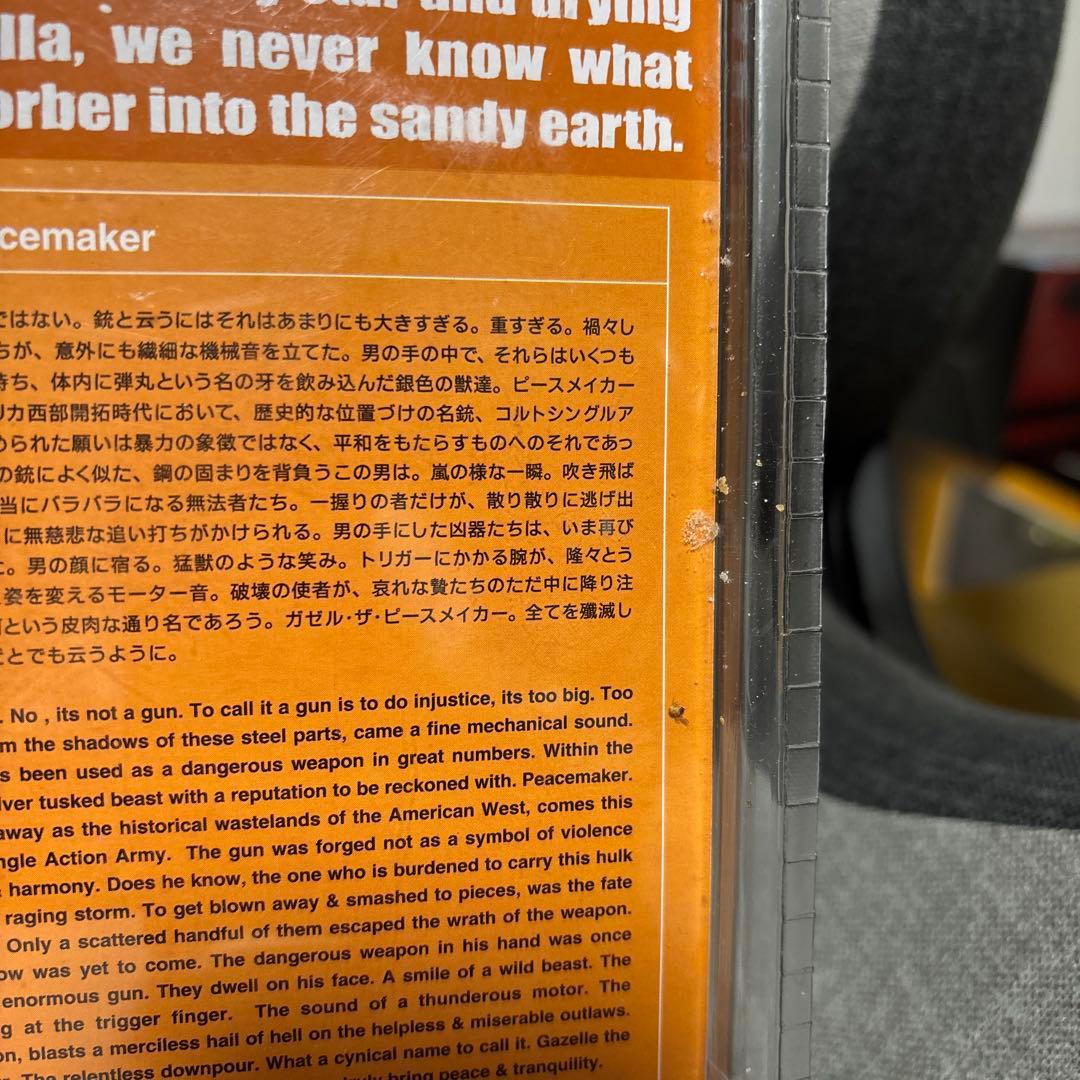 and drying
lla, we never know what
orber into the sandy earth.
cemaker
ではない。銃と云うにはそれはあまりにも大きすぎる。重すぎる。禍々し
ちが、意外にも繊細な機械音を立てた。男の手の中で、それらはいくつも
持ち、体内に弾丸という名の牙を飲み込んだ銀色の獣達。ピースメイカー
リカ西部開拓時代において、歴史的な位置づけの名銃、コルトシングルア
められた願いは暴力の象徴ではなく、平和をもたらすものへのそれであっ
の銃によく似た、鋼の固まりを背負うこの男は。嵐の様な一瞬。吹き飛ば
当にバラバラになる無法者たち。一握りの者だけが、散り散りに逃げ出
に無慈悲な追い打ちがかけられる。男の手にした凶器たちは、いま再び
た。男の顔に宿る。猛獣のような笑み。トリガーにかかる腕が、隆々とう
姿を変えるモーター音。破壊の使者が、哀れな贄たちのただ中に降り注
何という皮肉な通り名であろう。ガゼル・ザ・ピースメイカー。全てを殲滅し
だとでも云うように。
. No , its not a gun. To call it a gun is to do injustice, its too big. Too
m the shadows of these steel parts, came a fine mechanical sound.
s been used as a dangerous weapon in great numbers. Within the
lver tusked beast with a reputation to be reckoned with. Peacemaker.
away as the historical wastelands of the American West, comes this
ngle Action Army. The gun was forged not as a symbol of violence
& harmony. Does he know, the one who is burdened to carry this hulk
raging storm. To get blown away & smashed to pieces, was the fate
Only a scattered handful of them escaped the wrath of the weapon.
ow was yet to come. The dangerous weapon in his hand was once
enormous gun. They dwell on his face. A smile of a wild beast. The
g at the trigger finger. The sound of a thunderous motor. The
on, blasts a merciless hail of hell on the helpless & miserable outlaws.
The relentless downpour. What a cynical name to call it. Gazelle the
truly bring peace & tranquility.